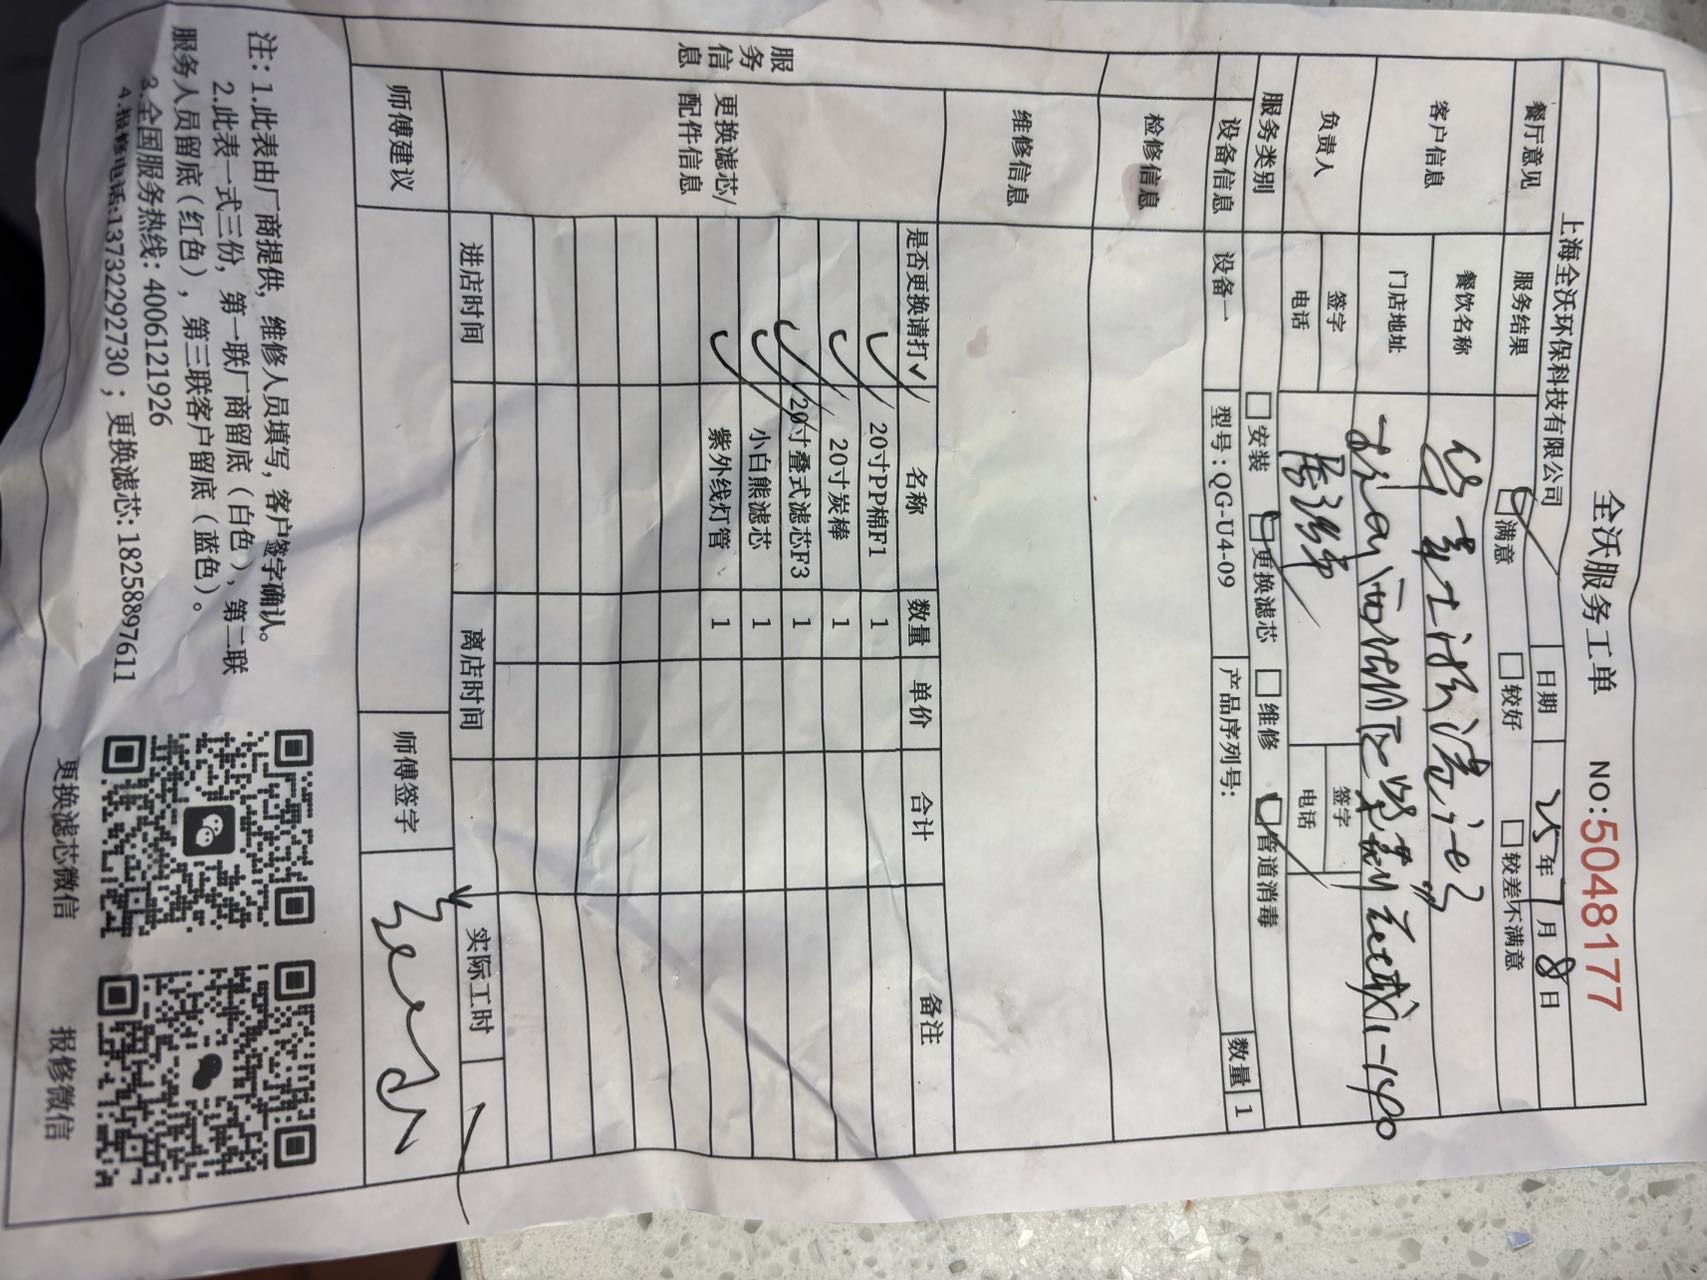 全沃服务工单 NO:5048177
上海全沃环保科技有限公司 日期 25年7月8日
餐厅意见 服务结果 满意 较好 较差不满意
客户信息 餐饮名称
门店地址
负责人 签字 签字
电话 电话
服务类别 安装 更换滤芯 维修 管道消毒
设备信息 设备一 型号:QG-U4-09 产品序列号: 数量 1
服务信息
检修信息
维修信息
更换滤芯/配件信息
是否更换请打✓ 名称 数量 单价 合计 备注
✓ 20寸PP棉F1 1
✓ 20寸炭棒 1
✓ 20寸叠式滤芯F3 1
✓ 小白熊滤芯 1
✓ 紫外线灯管 1
进店时间 离店时间 实际工时
师傅建议 师傅签字
注: 1.此表由厂商提供, 维修人员填写, 客户签字确认。
2.此表一式三份, 第一联厂商留底（白色）, 第二联
服务人员留底（红色）, 第三联客户留底（蓝色）。
3.全国服务热线: 4006121926
4.报修电话:13732292730 ; 更换滤芯: 18258897611
更换滤芯微信 报修微信